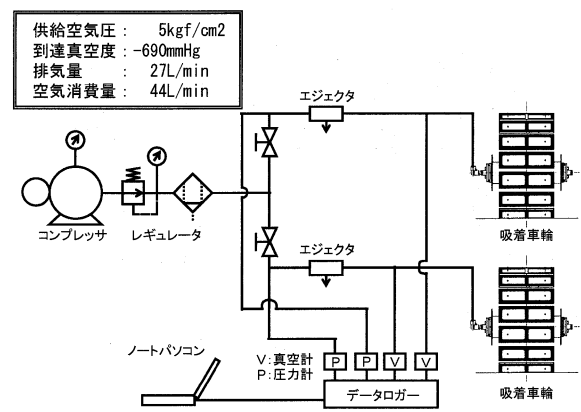 供給空気圧: 5kgf/cm2
到達真空度: -690mmHg
排気量: 27L/min
空気消費量: 44L/min
エジェクタ
コンプレッサ
レギュレータ
吸着車輪
エジェクタ
ノートパソコン
V:真空計
P:圧力計
P P V V
データロガー
吸着車輪